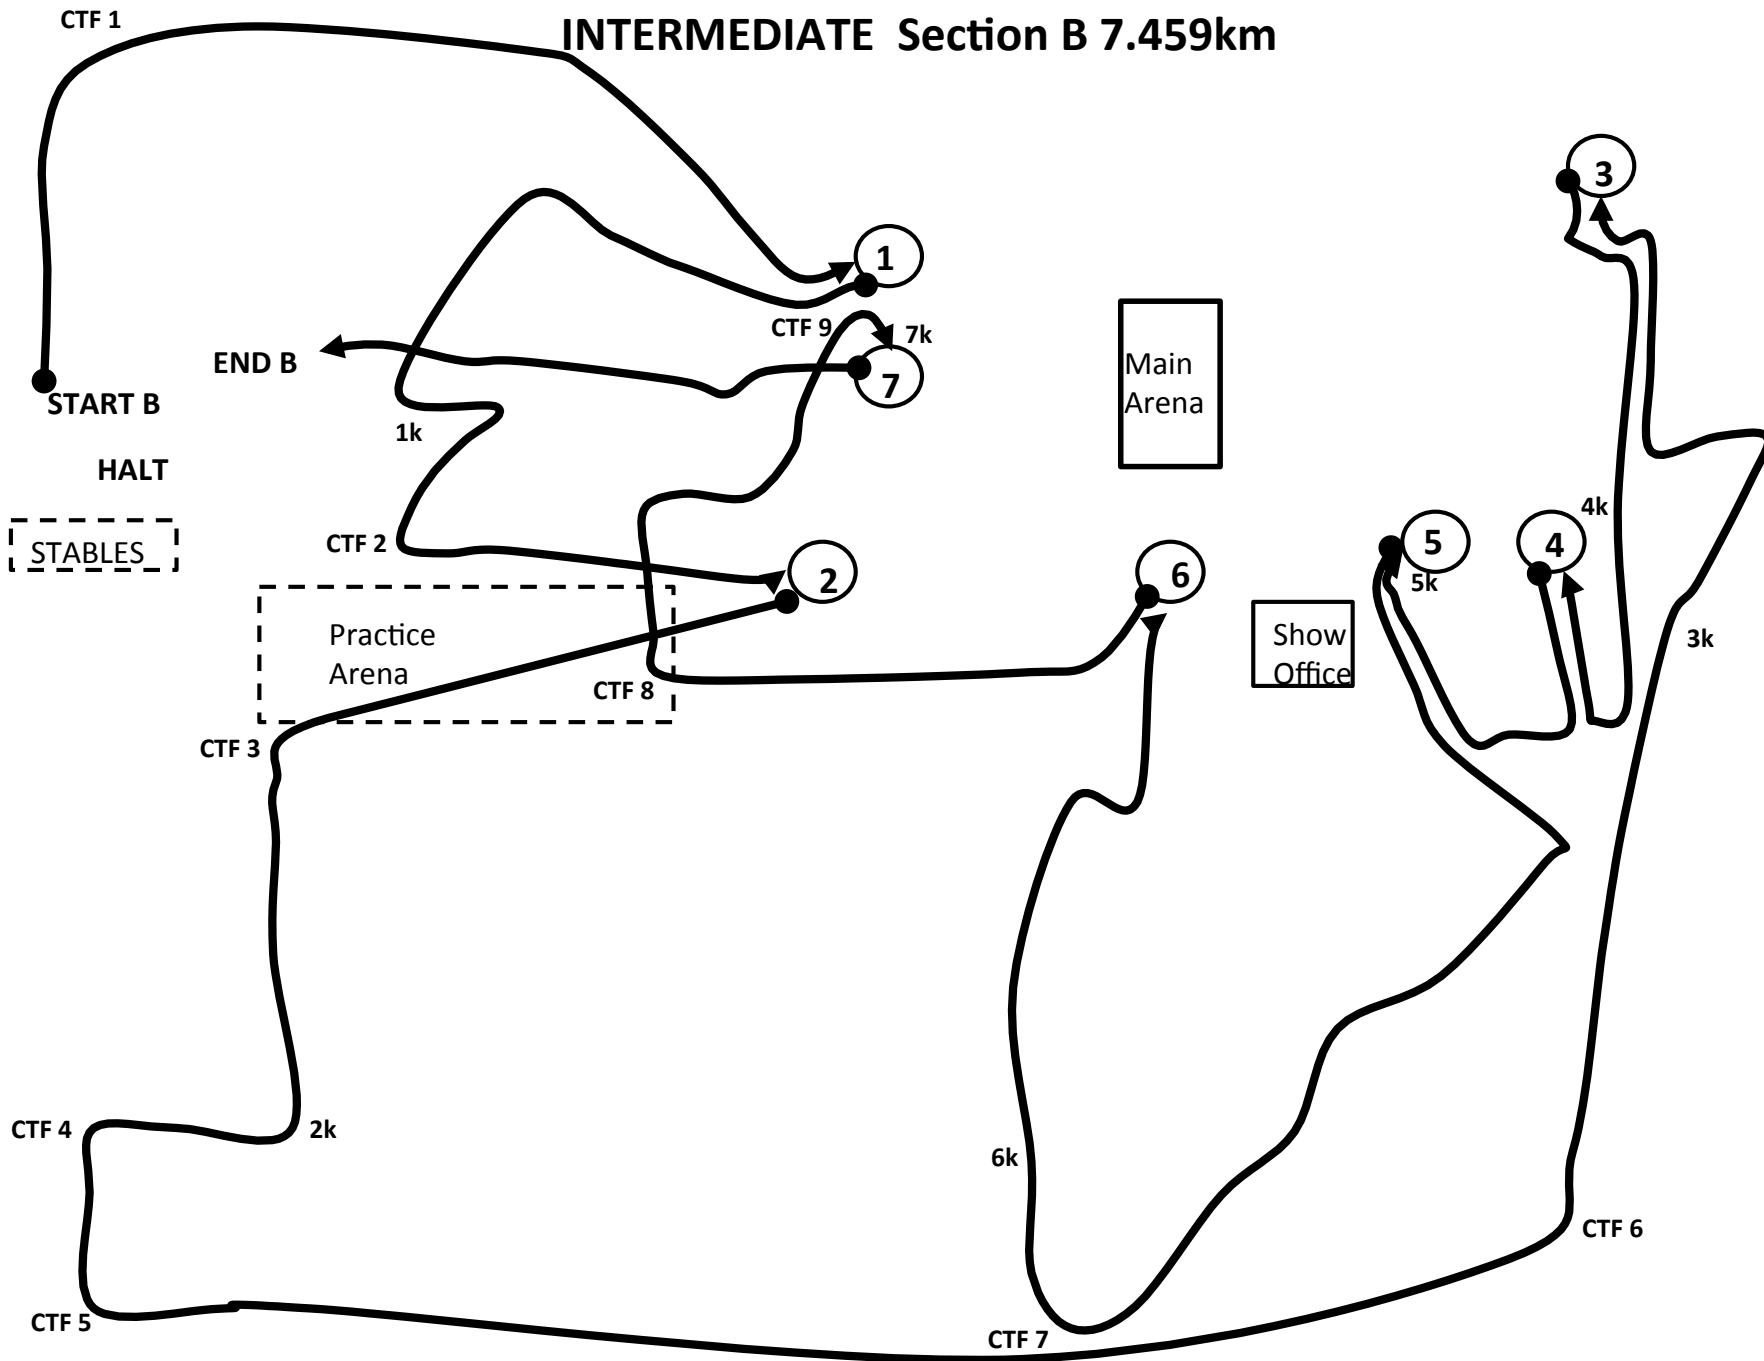 CTF 1
INTERMEDIATE Section B 7.459km
3
1
CTF 9
7k
END B
7
Main
Arena
START B
1k
HALT
4k
STABLES
CTF 2
2
6
5
4
5k
Practice
Arena
Show
Office
3k
CTF 8
CTF 3
CTF 4
2k
6k
CTF 6
CTF 5
CTF 7